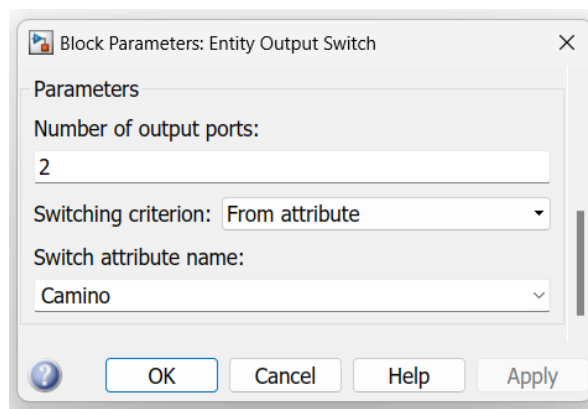 Block Parameters: Entity Output Switch
Parameters
Number of output ports:
2
Switching criterion: From attribute
Switch attribute name:
Camino
? OK Cancel Help Apply